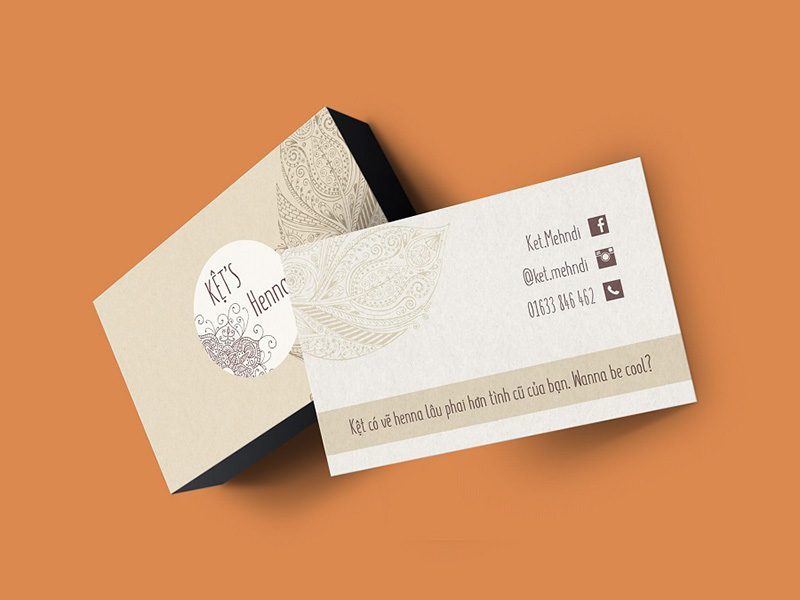 KẸT'S
Henna
Ket.Mehndi
@ket.mehndi
01633 846 462
Kẹt có vẽ henna lâu phai hơn tình cũ của bạn. Wanna be cool?